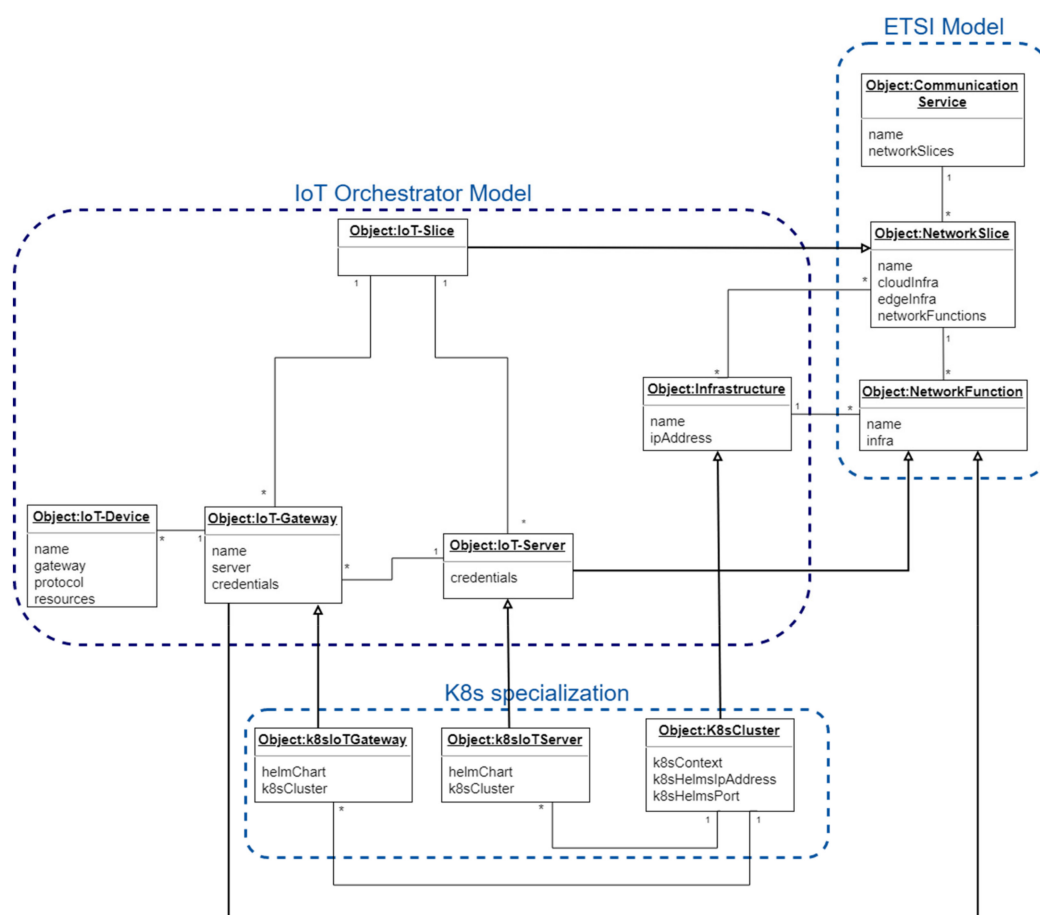 ETSI Model
Object:Communication
Service
name
networkSlices
1
*
IoT Orchestrator Model
Object:IoT-Slice
1
1
Object:NetworkSlice
name
cloudInfra
edgeInfra
networkFunctions
*
1
*
*
Object:Infrastructure
name
ipAddress
1
*
Object:NetworkFunction
name
infra
*
*
Object:IoT-Device
name
gateway
protocol
resources
*
1
Object:IoT-Gateway
name
server
credentials
*
1
Object:IoT-Server
credentials
K8s specialization
Object:k8sIoTGateway
helmChart
k8sCluster
*
Object:k8sIoTServer
helmChart
k8sCluster
*
Object:K8sCluster
k8sContext
k8sHelmsIpAddress
k8sHelmsPort
1
1